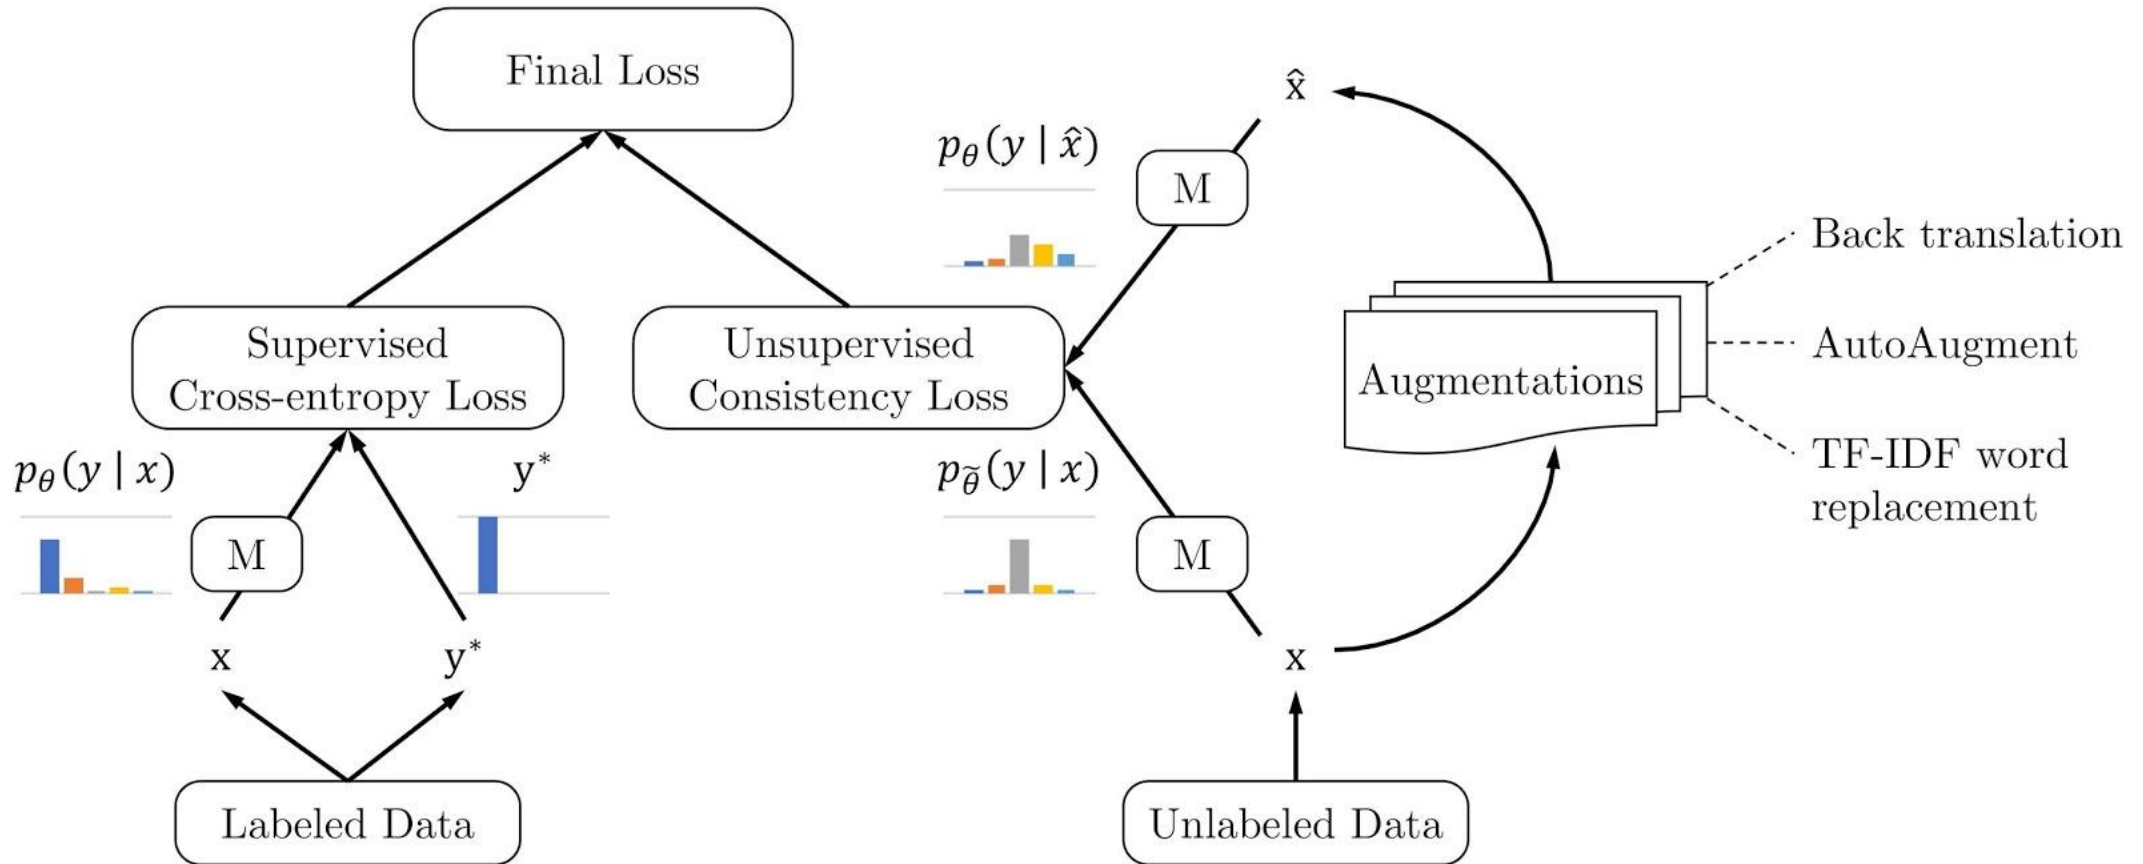 Final Loss
x̂
p_θ(y | x̂)
M
Back translation
AutoAugment
TF-IDF word
replacement
Augmentations
Supervised
Cross-entropy Loss
Unsupervised
Consistency Loss
p_θ(y | x)
y*
M
p_θ̃(y | x)
M
x
y*
x
Labeled Data
Unlabeled Data